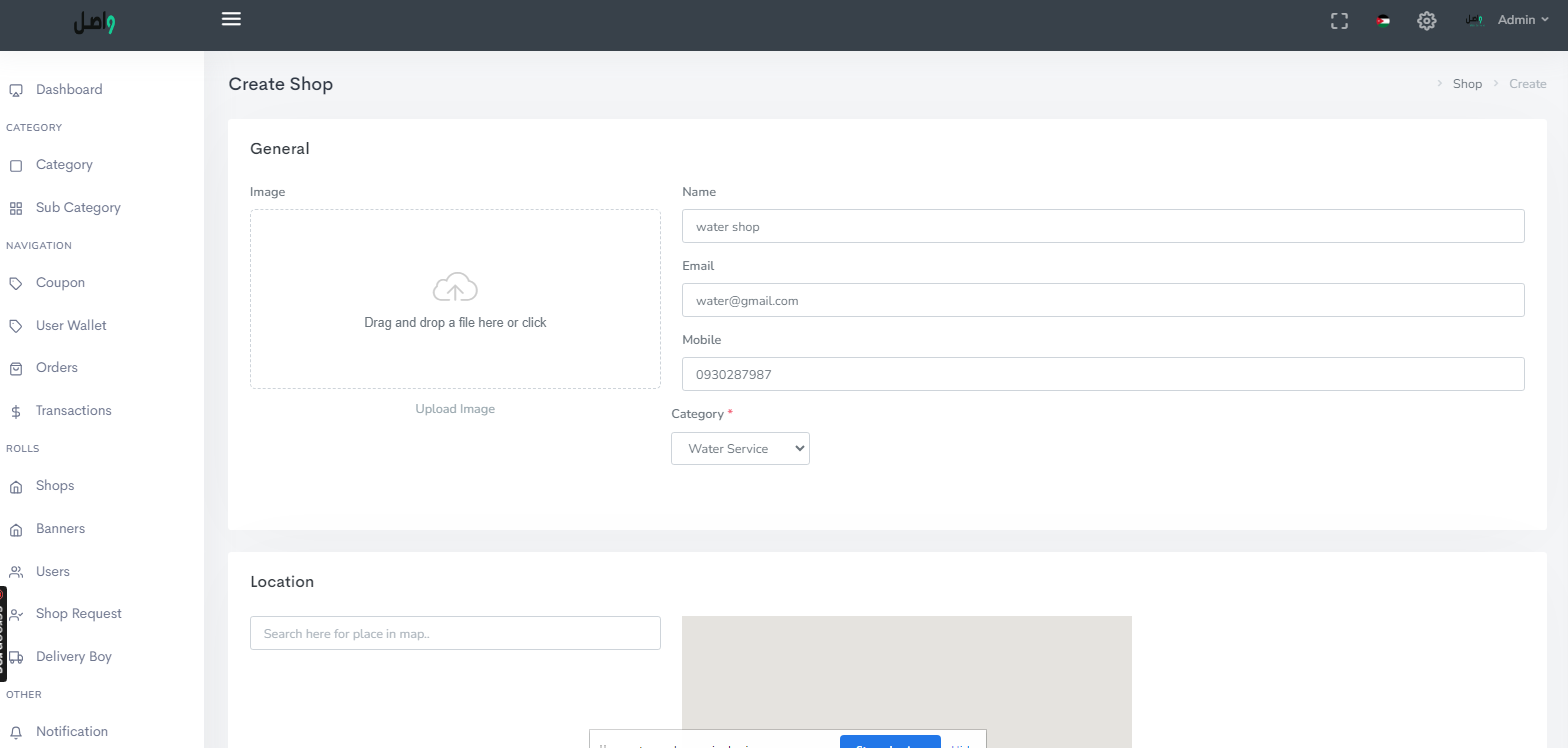 واصل
واصل
Admin
Create Shop
Shop
Create
Dashboard
CATEGORY
Category
Sub Category
NAVIGATION
Coupon
User Wallet
Orders
Transactions
ROLLS
Shops
Banners
Users
Shop Request
Delivery Boy
OTHER
Notification
General
Image
Drag and drop a file here or click
Upload Image
Name
water shop
Email
water@gmail.com
Mobile
0930287987
Category *
Water Service
Location
Search here for place in map..